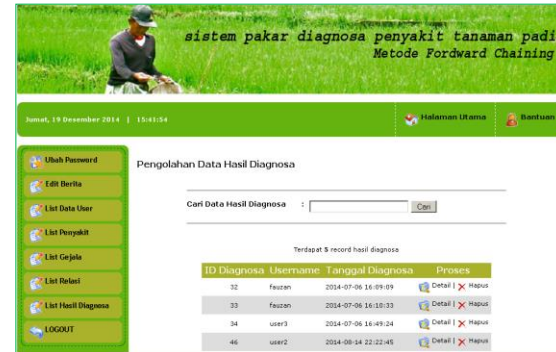 sistem pakar diagnosa penyakit tanaman padi
Metode Fordward Chaining
Jumat, 19 Desember 2014 | 15:41:54
Halaman Utama
Bantuan
Ubah Password
Edit Berita
List Data User
List Penyakit
List Gejala
List Relasi
List Hasil Diagnosa
LOGOUT
Pengolahan Data Hasil Diagnosa
Cari Data Hasil Diagnosa :
Cari
Terdapat 5 record hasil diagnosa
ID Diagnosa Username Tanggal Diagnosa Proses
32 fauzan 2014-07-06 16:09:09 Detail | Hapus
33 fauzan 2014-07-06 16:10:33 Detail | Hapus
34 user3 2014-07-06 16:49:24 Detail | Hapus
46 user2 2014-08-14 22:22:45 Detail | Hapus